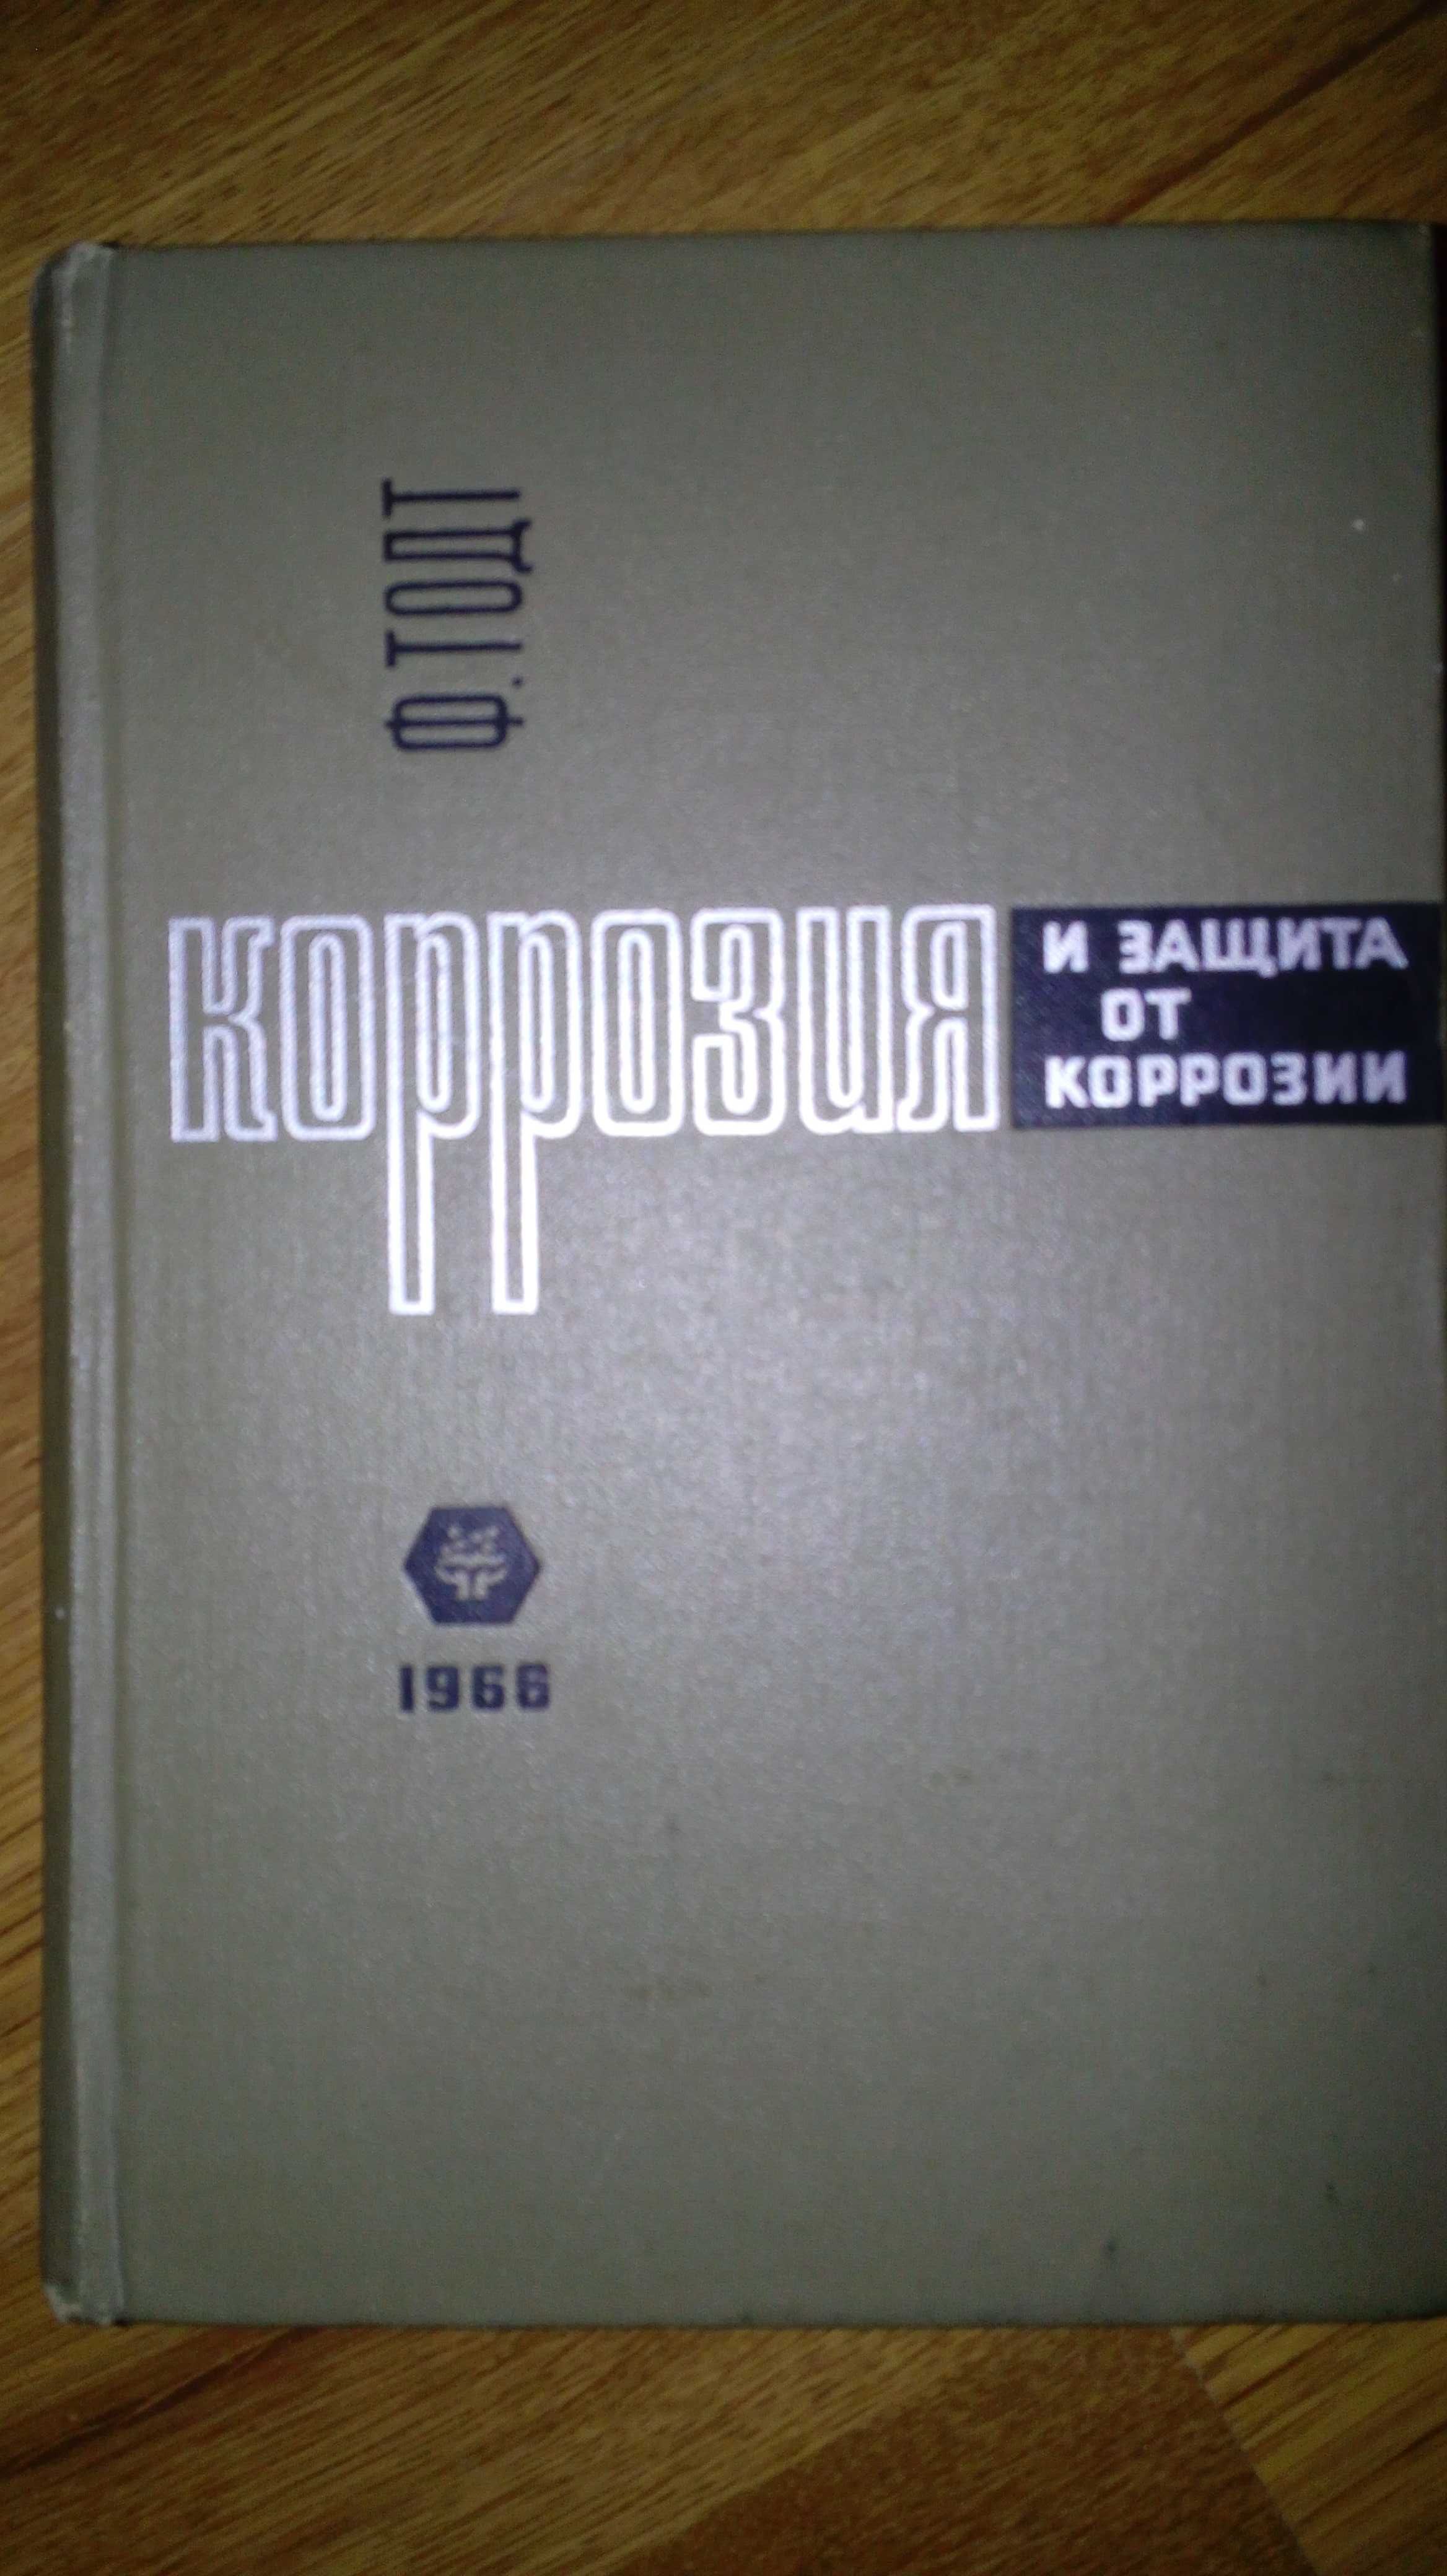 Ф. ТОДТ
коррозия
И ЗАЩИТА
ОТ
КОРРОЗИИ
1966